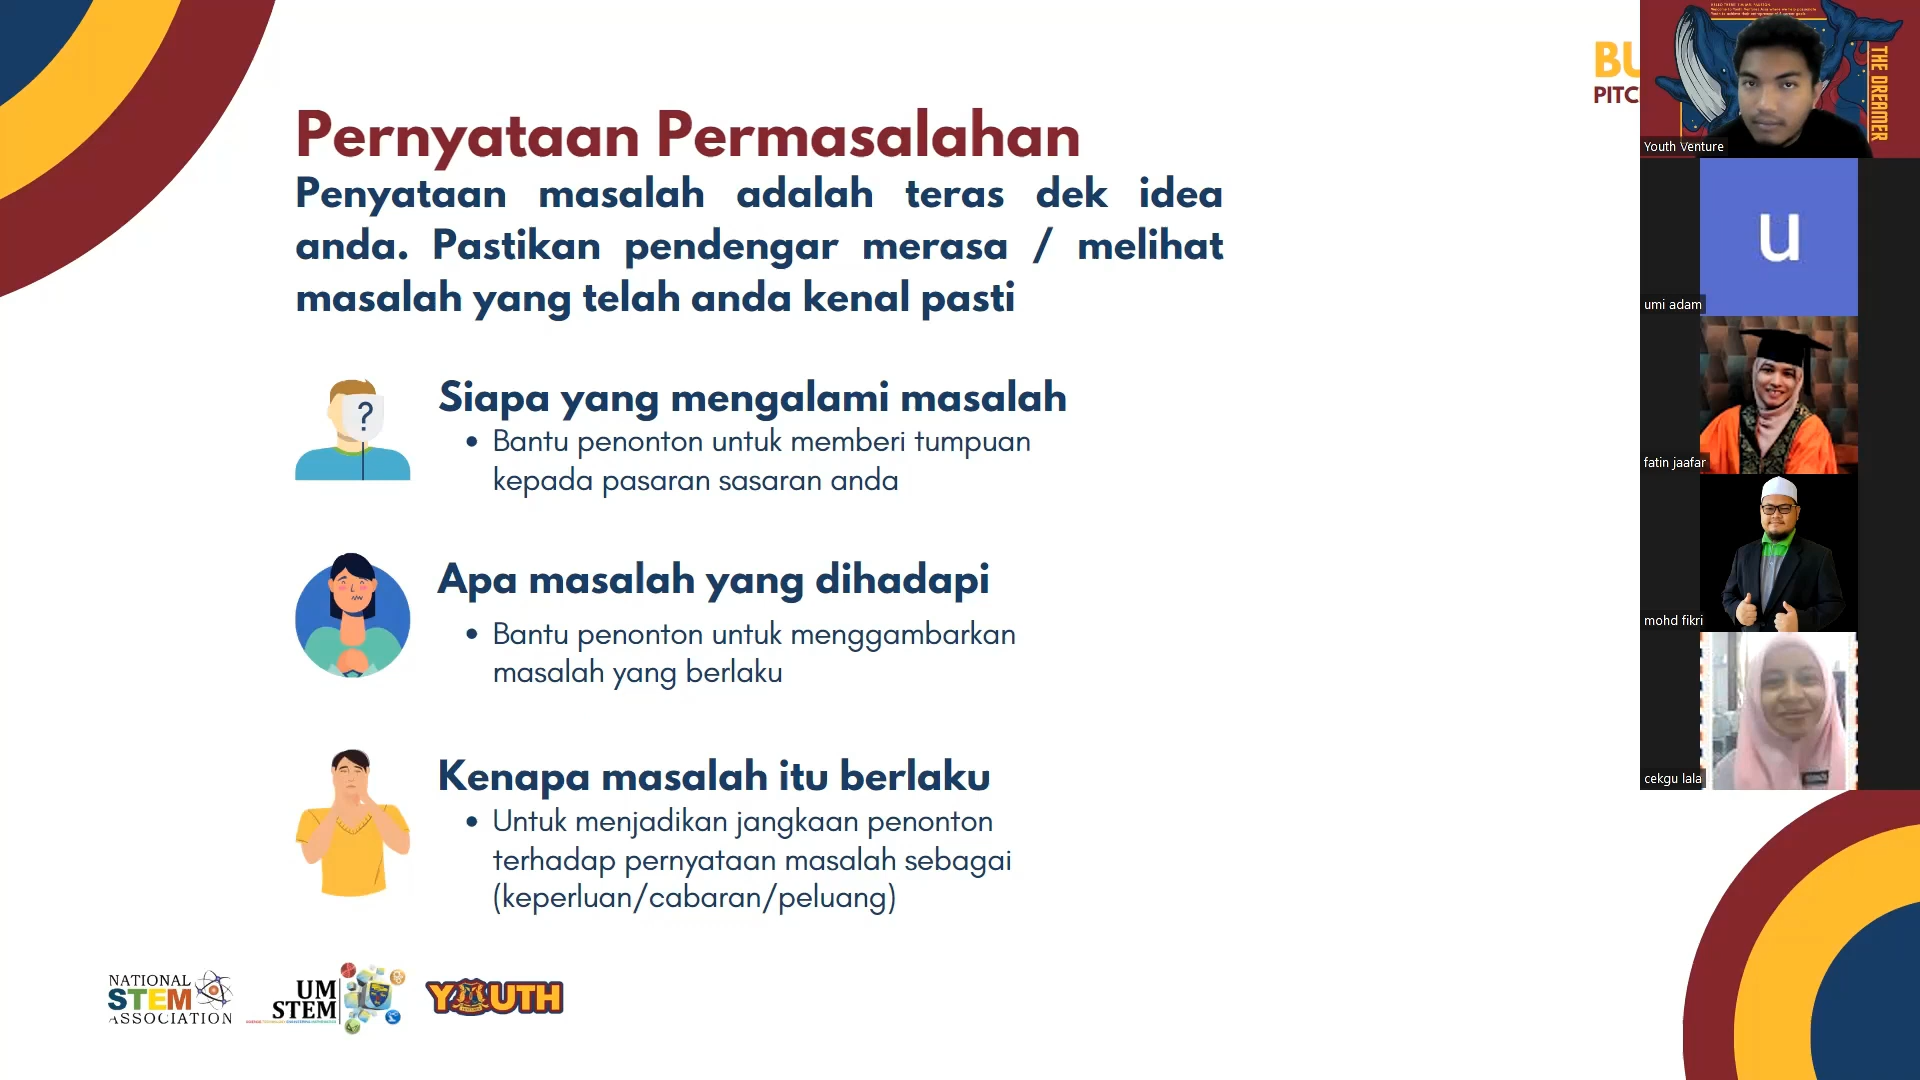 Pernyataan Permasalahan
Penyataan masalah adalah teras dek idea
anda. Pastikan pendengar merasa / melihat
masalah yang telah anda kenal pasti
?
Siapa yang mengalami masalah
• Bantu penonton untuk memberi tumpuan
kepada pasaran sasaran anda
Apa masalah yang dihadapi
• Bantu penonton untuk menggambarkan
masalah yang berlaku
Kenapa masalah itu berlaku
• Untuk menjadikan jangkaan penonton
terhadap pernyataan masalah sebagai
(keperluan/cabaran/peluang)
NATIONAL
STEM
ASSOCIATION
UM
STEM
YOUTH
BU
PITC
THE DREAMER
Youth Venture
u
umi adam
fatin jaafar
mohd fikri
cekgu lala